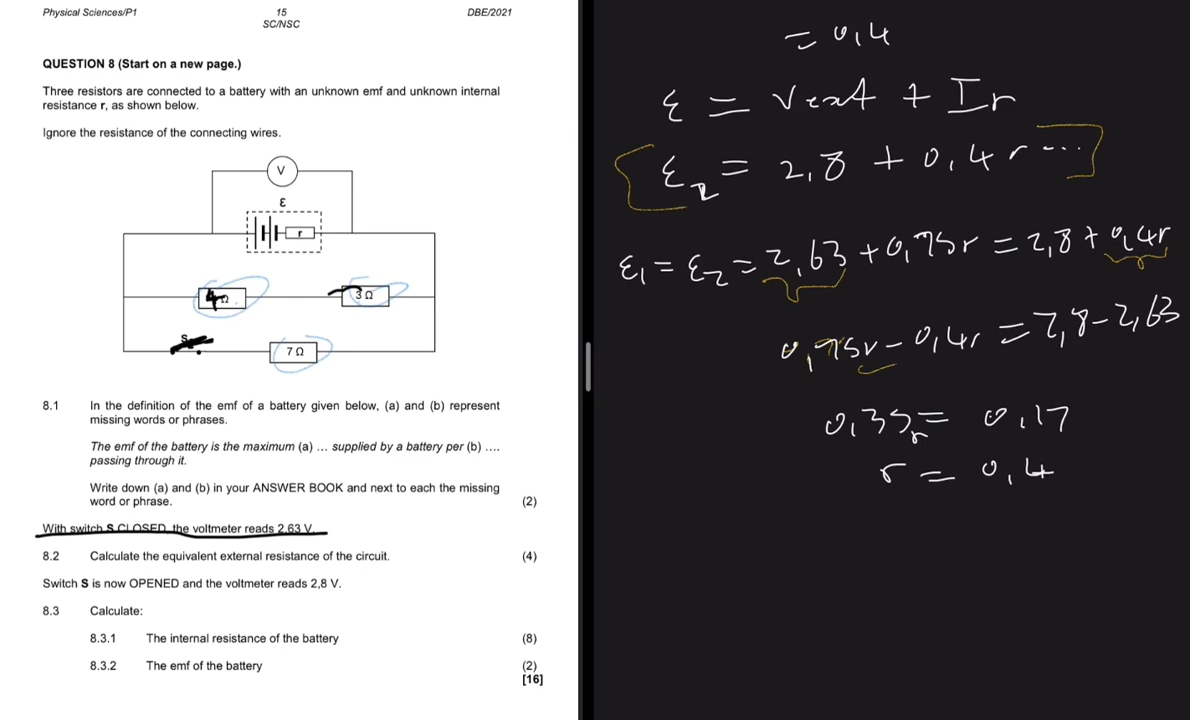 Physical Sciences/P1
15
SC/NSC
DBE/2021
QUESTION 8 (Start on a new page.)
Three resistors are connected to a battery with an unknown emf and unknown internal
resistance r, as shown below.
Ignore the resistance of the connecting wires.
V
Ɛ
r
4Ω
3 Ω
S
7 Ω
8.1 In the definition of the emf of a battery given below, (a) and (b) represent
missing words or phrases.
The emf of the battery is the maximum (a) … supplied by a battery per (b) ….
passing through it.
Write down (a) and (b) in your ANSWER BOOK and next to each the missing
word or phrase. (2)
With switch S CLOSED, the voltmeter reads 2,63 V.
8.2 Calculate the equivalent external resistance of the circuit. (4)
Switch S is now OPENED and the voltmeter reads 2,8 V.
8.3 Calculate:
8.3.1 The internal resistance of the battery (8)
8.3.2 The emf of the battery (2)
[16]
= 0,4
Ɛ = Vext + Ir
Ɛ2 = 2,8 + 0,4r ...
Ɛ1 = Ɛ2 = 2,63 + 0,75r = 2,8 + 0,4r
0,75r - 0,4r = 2,8 - 2,63
0,35r = 0,17
r = 0,4